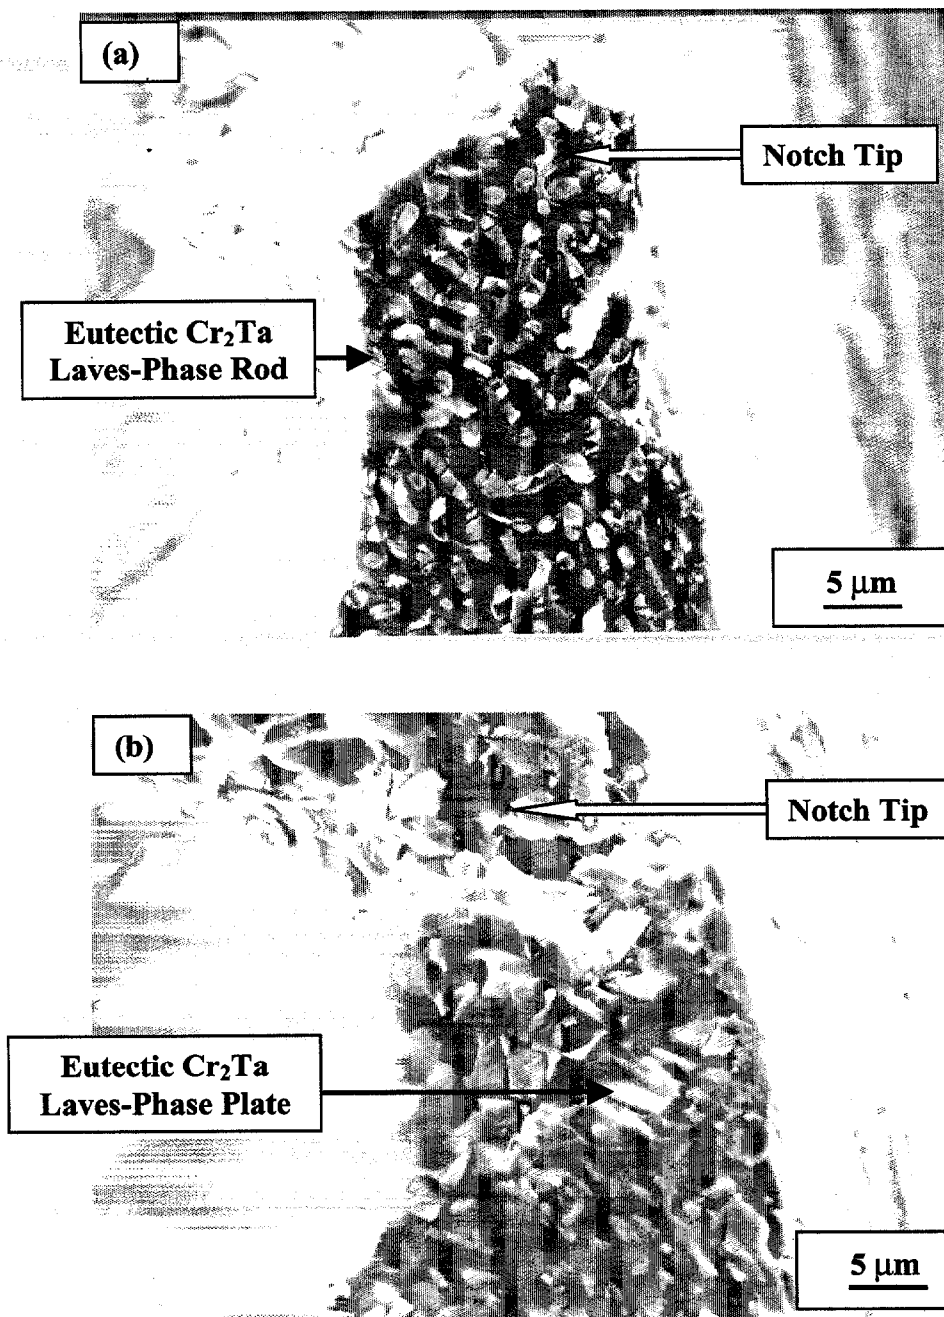 (a)
Notch Tip
Eutectic Cr₂Ta
Laves-Phase Rod
5 μm
(b)
Notch Tip
Eutectic Cr₂Ta
Laves-Phase Plate
5 μm